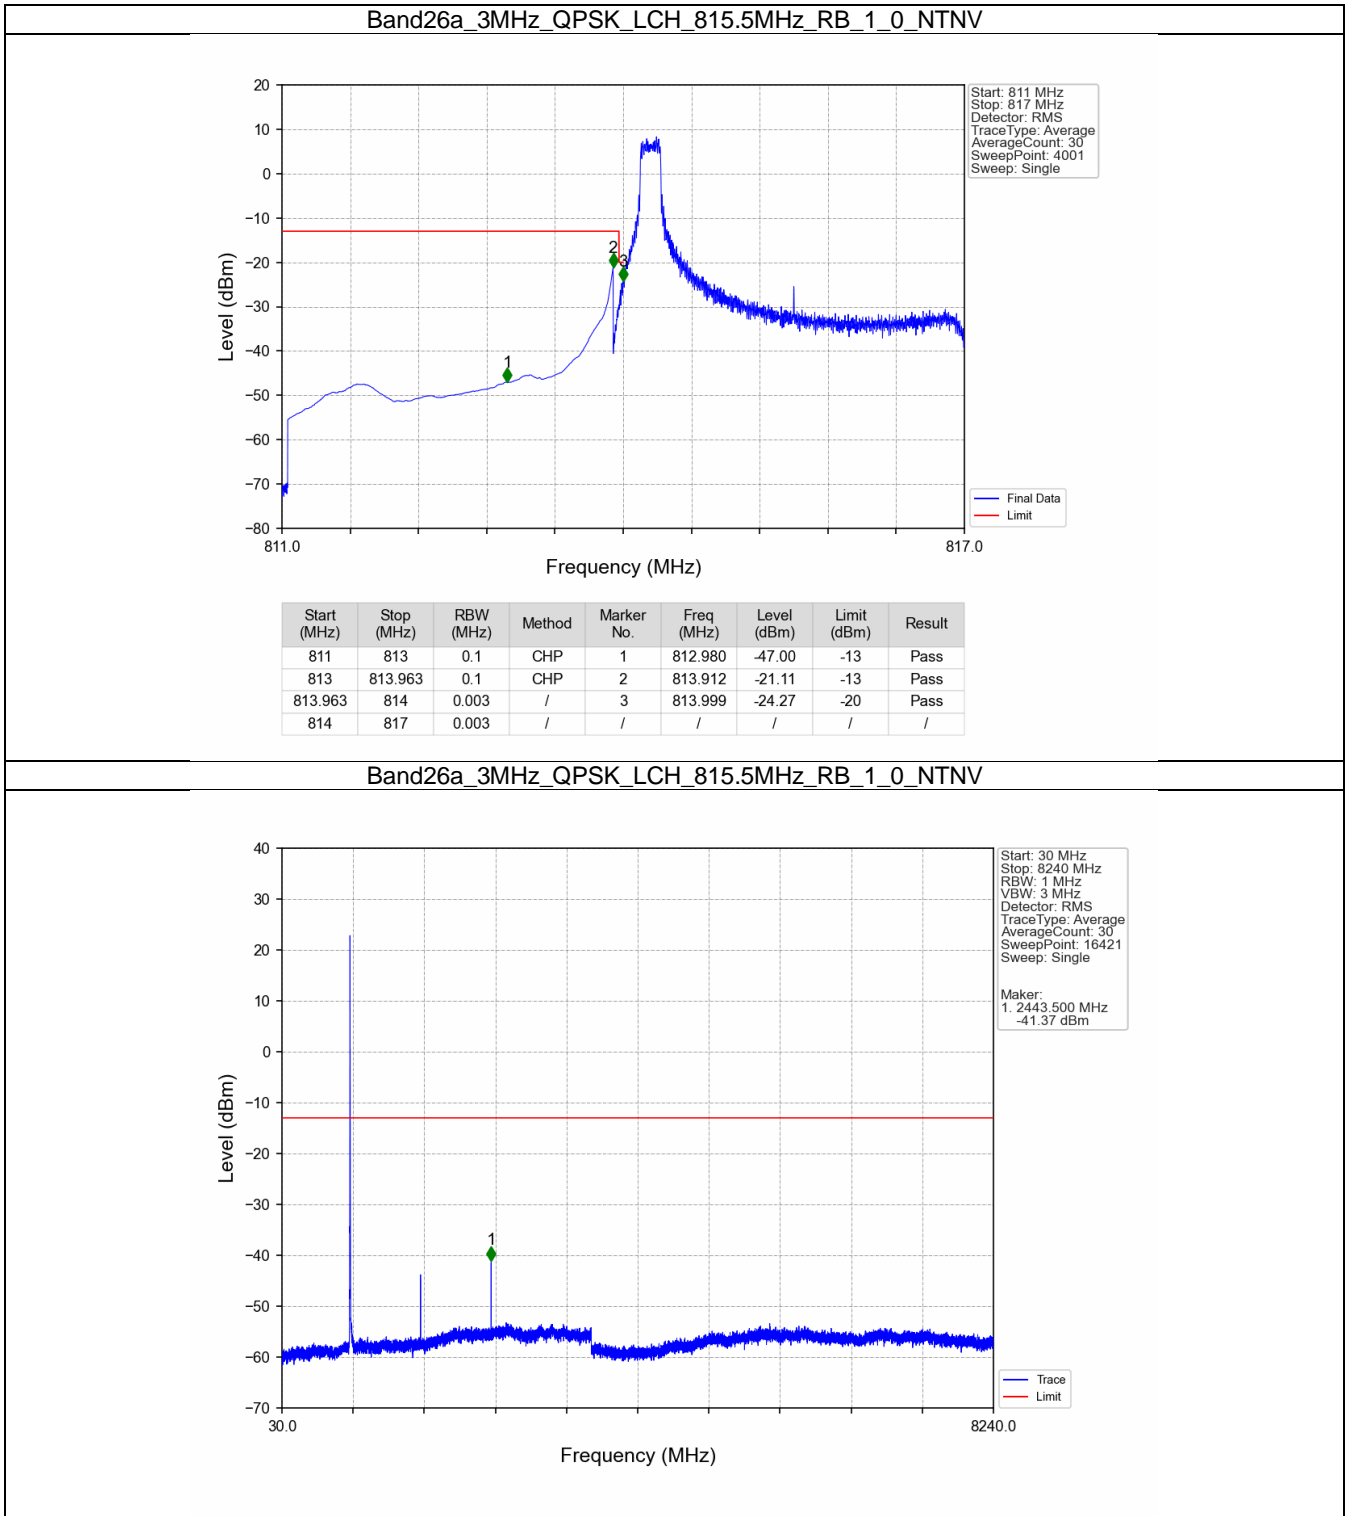 Band26a_3MHz_QPSK_LCH_815.5MHz_RB_1_0_NTNV
20
10
0
−10
−20
−30
−40
−50
−60
−70
−80
Level (dBm)
1
2
3
811.0
817.0
Frequency (MHz)
Start: 811 MHz
Stop: 817 MHz
Detector: RMS
TraceType: Average
AverageCount: 30
SweepPoint: 4001
Sweep: Single
Final Data
Limit
Start (MHz) Stop (MHz) RBW (MHz) Method Marker No. Freq (MHz) Level (dBm) Limit (dBm) Result
811 813 0.1 CHP 1 812.980 -47.00 -13 Pass
813 813.963 0.1 CHP 2 813.912 -21.11 -13 Pass
813.963 814 0.003 / 3 813.999 -24.27 -20 Pass
814 817 0.003 / / / / / /
Band26a_3MHz_QPSK_LCH_815.5MHz_RB_1_0_NTNV
40
30
20
10
0
−10
−20
−30
−40
−50
−60
−70
Level (dBm)
1
30.0
8240.0
Frequency (MHz)
Start: 30 MHz
Stop: 8240 MHz
RBW: 1 MHz
VBW: 3 MHz
Detector: RMS
TraceType: Average
AverageCount: 30
SweepPoint: 16421
Sweep: Single
Maker:
1. 2443.500 MHz
-41.37 dBm
Trace
Limit